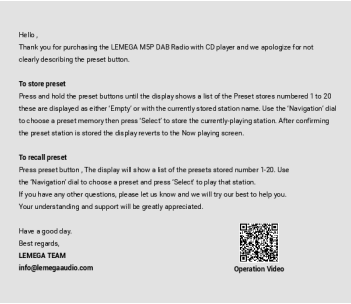 Hello ,
Thank you for purchasing the LEMEGA M5P DAB Radio with CD player and we apologize for not
clearly describing the preset button.
To store preset
Press and hold the preset buttons until the display shows a list of the Preset stores numbered 1 to 20
these are displayed as either 'Empty' or with the currently stored station name. Use the 'Navigation' dial
to choose a preset memory then press 'Select' to store the currently-playing station. After confirming
the preset station is stored the display reverts to the Now playing screen.
To recall preset
Press preset button , The display will show a list of the presets stored number 1-20. Use
the 'Navigation' dial to choose a preset and press 'Select' to play that station.
If you have any other questions, please let us know and we will try our best to help you.
Your understanding and support will be greatly appreciated.
Have a good day.
Best regards,
LEMEGA TEAM
info@lemegaaudio.com
Operation Video